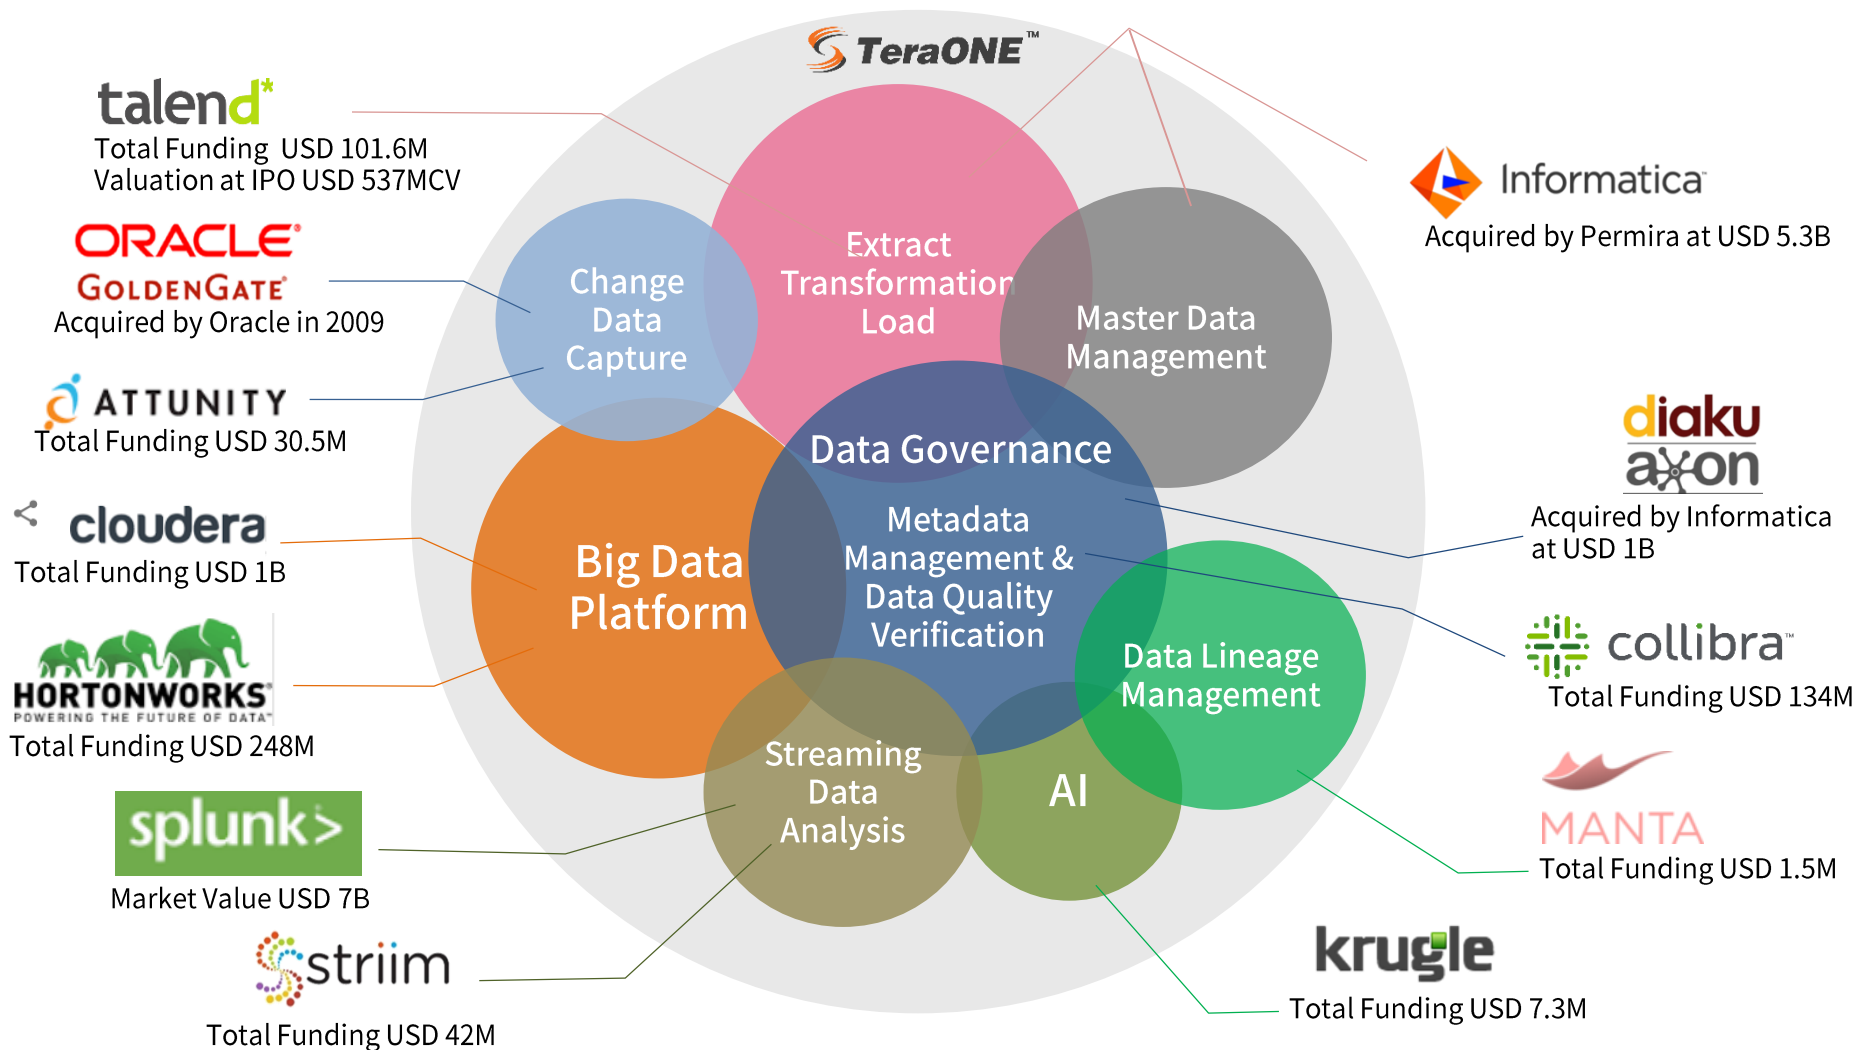 TeraONE™
talend*
Total Funding  USD 101.6M
Valuation at IPO USD 537MCV
ORACLE®
GOLDENGATE®
Acquired by Oracle in 2009
ATTUNITY
Total Funding USD 30.5M
cloudera
Total Funding USD 1B
HORTONWORKS®
POWERING THE FUTURE OF DATA™
Total Funding USD 248M
splunk>
Market Value USD 7B
striim
Total Funding USD 42M
Extract
Transformation
Load
Change
Data
Capture
Master Data
Management
Data Governance
Metadata
Management &
Data Quality
Verification
Big Data
Platform
Data Lineage
Management
Streaming
Data
Analysis
AI
Informatica™
Acquired by Permira at USD 5.3B
diaku
axon
Acquired by Informatica
at USD 1B
collibra™
Total Funding USD 134M
MANTA
Total Funding USD 1.5M
krugle
Total Funding USD 7.3M